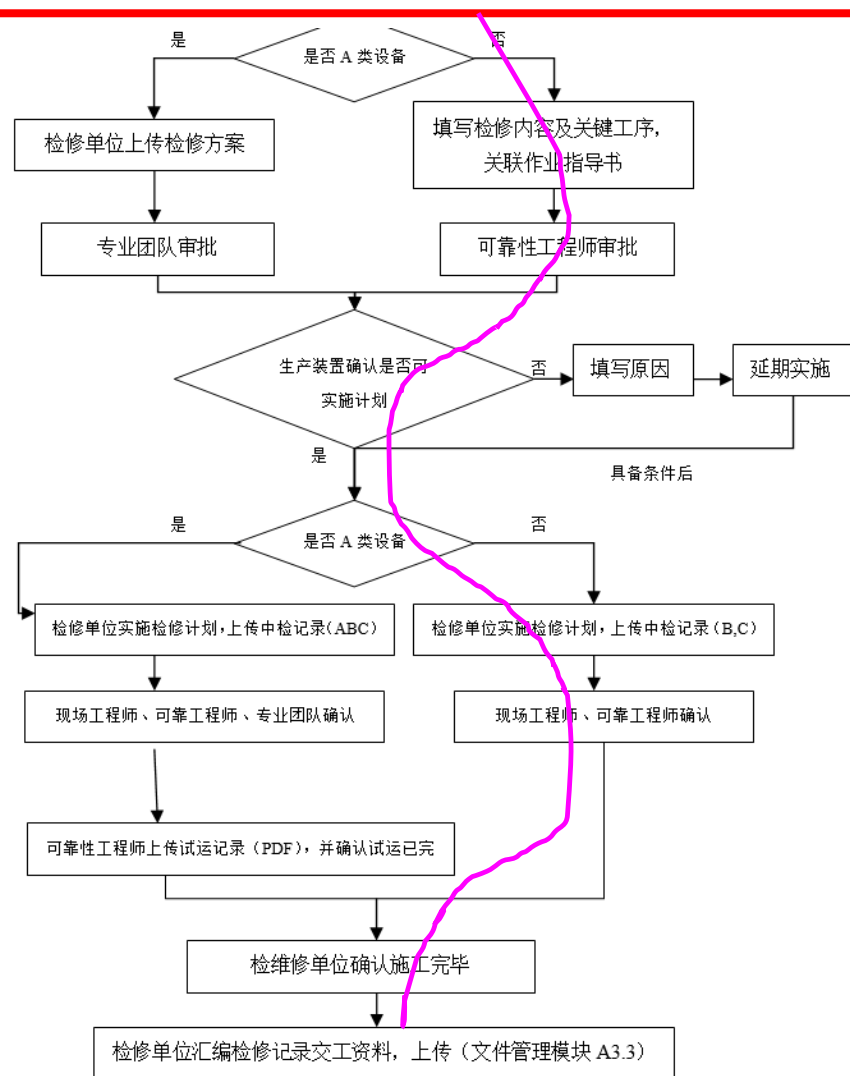 是
否
是否 A 类设备
检修单位上传检修方案
填写检修内容及关键工序，
关联作业指导书
专业团队审批
可靠性工程师审批
生产装置确认是否可
实施计划
否
填写原因
延期实施
是
具备条件后
是
是否 A 类设备
否
检修单位实施检修计划，上传中检记录（ABC）
检修单位实施检修计划，上传中检记录（B,C）
现场工程师、可靠工程师、专业团队确认
现场工程师、可靠工程师确认
可靠性工程师上传试运记录（PDF），并确认试运已完
检维修单位确认施工完毕
检修单位汇编检修记录交工资料，上传（文件管理模块 A3.3）